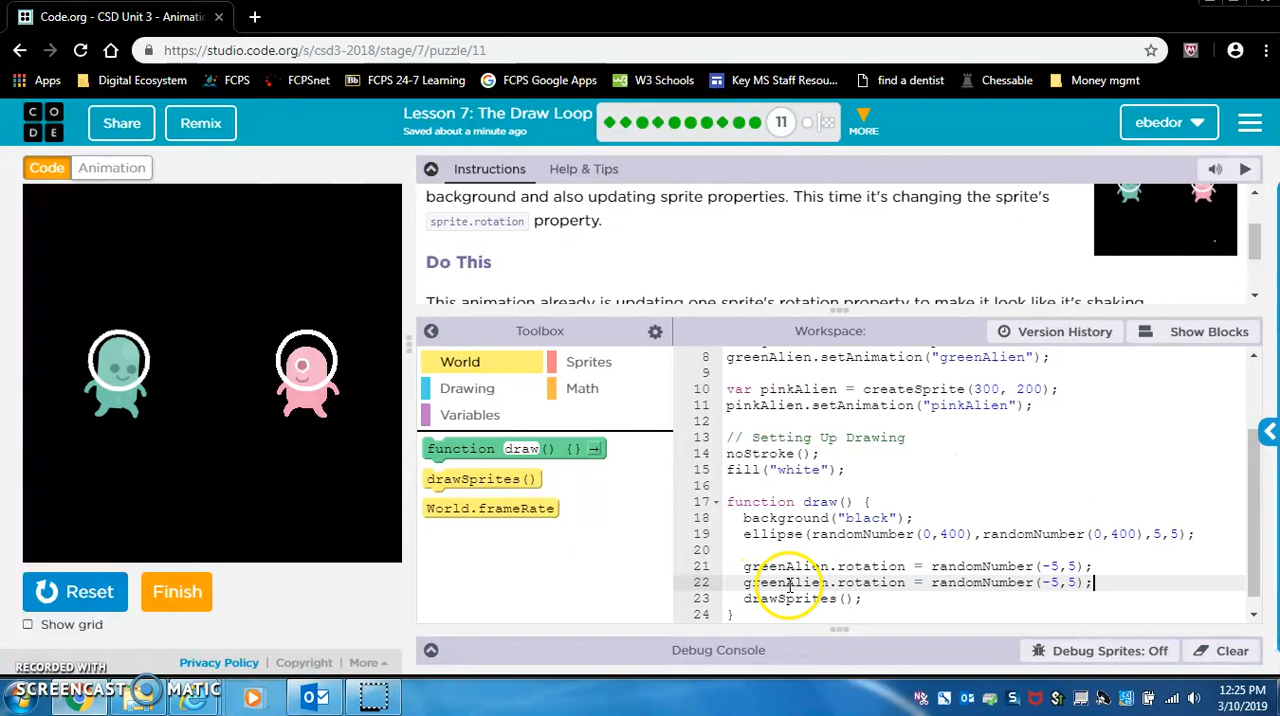 Code.org - CSD Unit 3 - Animatic
https://studio.code.org/s/csd3-2018/stage/7/puzzle/11
Apps Digital Ecosystem FCPS FCPSnet Bb FCPS 24-7 Learning FCPS Google Apps W3 Schools Key MS Staff Resou... find a dentist Chessable Money mgmt
C O D E
Share
Remix
Lesson 7: The Draw Loop
Saved about a minute ago
11
MORE
ebedor
Code Animation
Instructions Help & Tips
background and also updating sprite properties. This time it's changing the sprite's
sprite.rotation property.
Do This
This animation already is updating one sprite's rotation property to make it look like it's shaking
Toolbox
Workspace:
Version History
Show Blocks
World
Sprites
Drawing
Math
Variables
function draw() {}
drawSprites()
World.frameRate
8 greenAlien.setAnimation("greenAlien");
9
10 var pinkAlien = createSprite(300, 200);
11 pinkAlien.setAnimation("pinkAlien");
12
13 // Setting Up Drawing
14 noStroke();
15 fill("white");
16
17 function draw() {
18 background("black");
19 ellipse(randomNumber(0,400),randomNumber(0,400),5,5);
20
21 greenAlien.rotation = randomNumber(-5,5);
22 greenAlien.rotation = randomNumber(-5,5);
23 drawSprites();
24 }
Reset
Finish
Show grid
Privacy Policy | Copyright | More
Debug Console
Debug Sprites: Off
Clear
RECORDED WITH
SCREENCAST MATIC
12:25 PM
3/10/2019